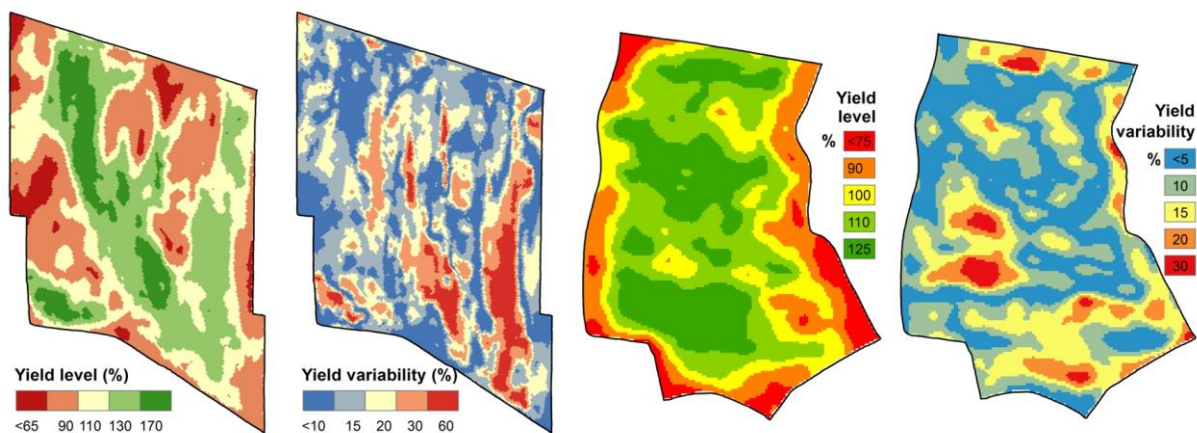 Yield level (%)
<65 90 110 130 170
Yield variability (%)
<10 15 20 30 60
Yield
level
%
<75
90
100
110
125
Yield
variability
%
<5
10
15
20
30